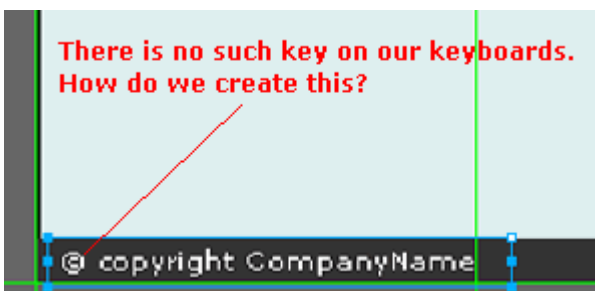 There is no such key on our keyboards.
How do we create this?
© copyright CompanyName